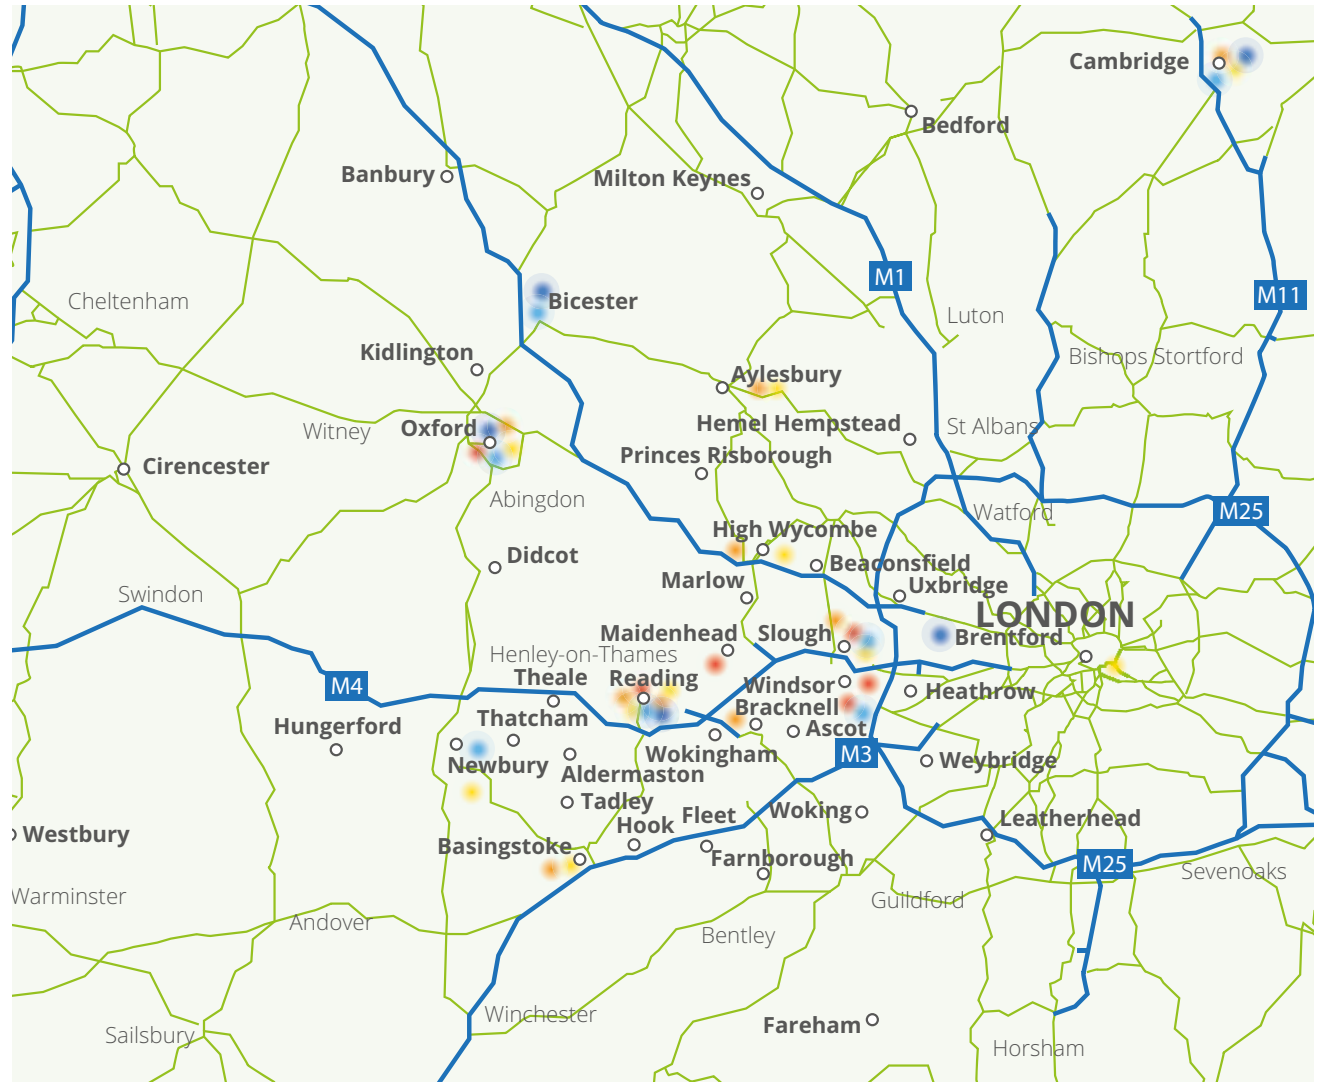 Cambridge
Bedford
Banbury
Milton Keynes
M1
M11
Cheltenham
Bicester
Luton
Kidlington
Bishops Stortford
Aylesbury
Witney
Oxford
Hemel Hempstead
St Albans
Cirencester
Princes Risborough
Abingdon
Watford
M25
High Wycombe
Didcot
Beaconsfield
Marlow
Uxbridge
Swindon
LONDON
Maidenhead
Slough
Brentford
Henley-on-Thames
M4
Theale
Reading
Windsor
Heathrow
Hungerford
Thatcham
Bracknell
Ascot
Newbury
Wokingham
M3
Weybridge
Aldermaston
Tadley
Fleet
Woking
Westbury
Hook
Leatherhead
Basingstoke
Farnborough
M25
Sevenoaks
Warminster
Guildford
Andover
Bentley
Winchester
Fareham
Sailsbury
Horsham